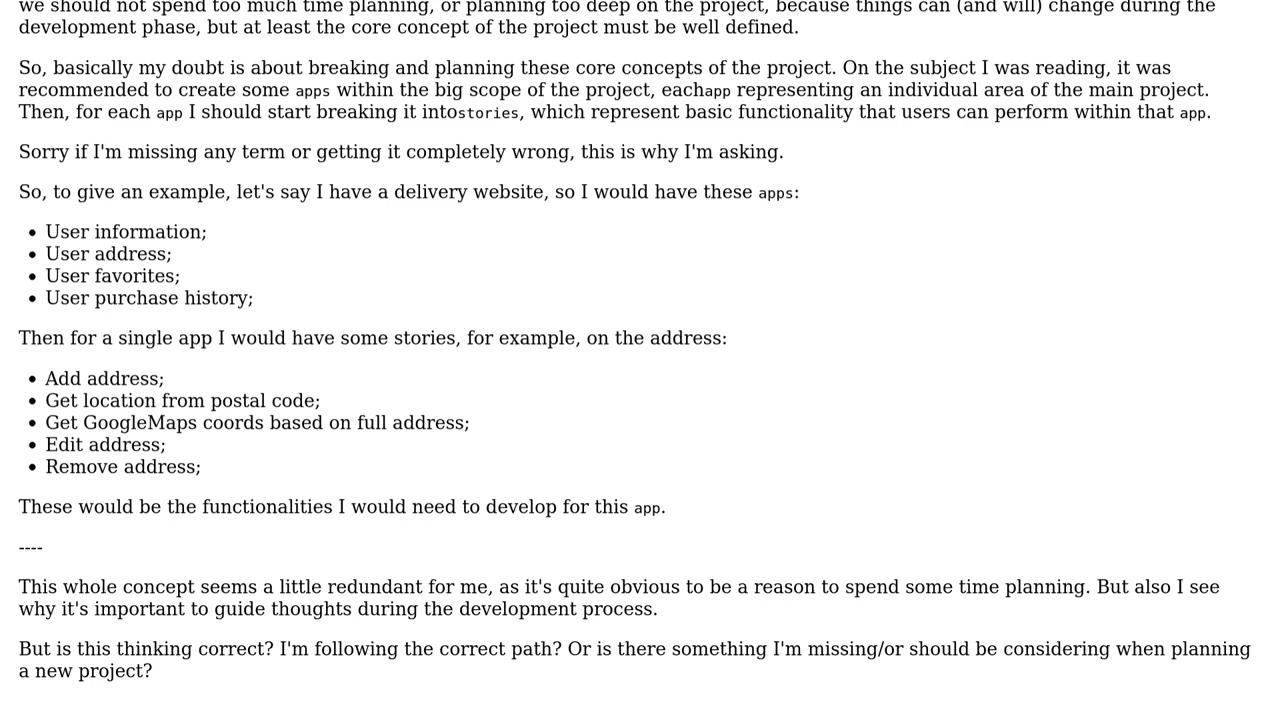 we should not spend too much time planning, or planning too deep on the project, because things can (and will) change during the
development phase, but at least the core concept of the project must be well defined.
So, basically my doubt is about breaking and planning these core concepts of the project. On the subject I was reading, it was
recommended to create some apps within the big scope of the project, eachapp representing an individual area of the main project.
Then, for each app I should start breaking it intostories, which represent basic functionality that users can perform within that app.
Sorry if I'm missing any term or getting it completely wrong, this is why I'm asking.
So, to give an example, let's say I have a delivery website, so I would have these apps:
• User information;
• User address;
• User favorites;
• User purchase history;
Then for a single app I would have some stories, for example, on the address:
• Add address;
• Get location from postal code;
• Get GoogleMaps coords based on full address;
• Edit address;
• Remove address;
These would be the functionalities I would need to develop for this app.
----
This whole concept seems a little redundant for me, as it's quite obvious to be a reason to spend some time planning. But also I see
why it's important to guide thoughts during the development process.
But is this thinking correct? I'm following the correct path? Or is there something I'm missing/or should be considering when planning
a new project?